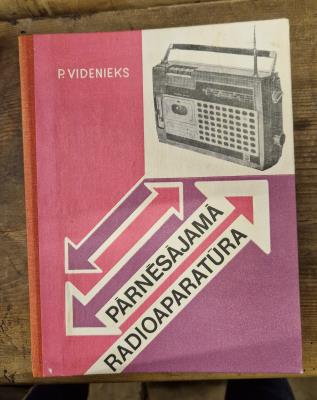 P. VIDENIEKS
PĀRNĒSĀJAMĀ
RADIOAPARATŪRA